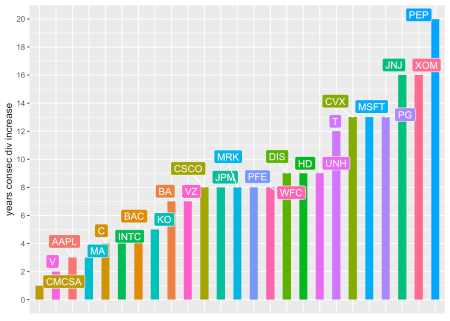 20
18
16
14
12
10
8
6
4
2
0
years consec div increase
CMCSA
V
AAPL
MA
C
INTC
BAC
KO
BA
VZ
CSCO
JPM
MRK
PFE
WFC
DIS
HD
UNH
T
CVX
MSFT
PG
JNJ
XOM
PEP